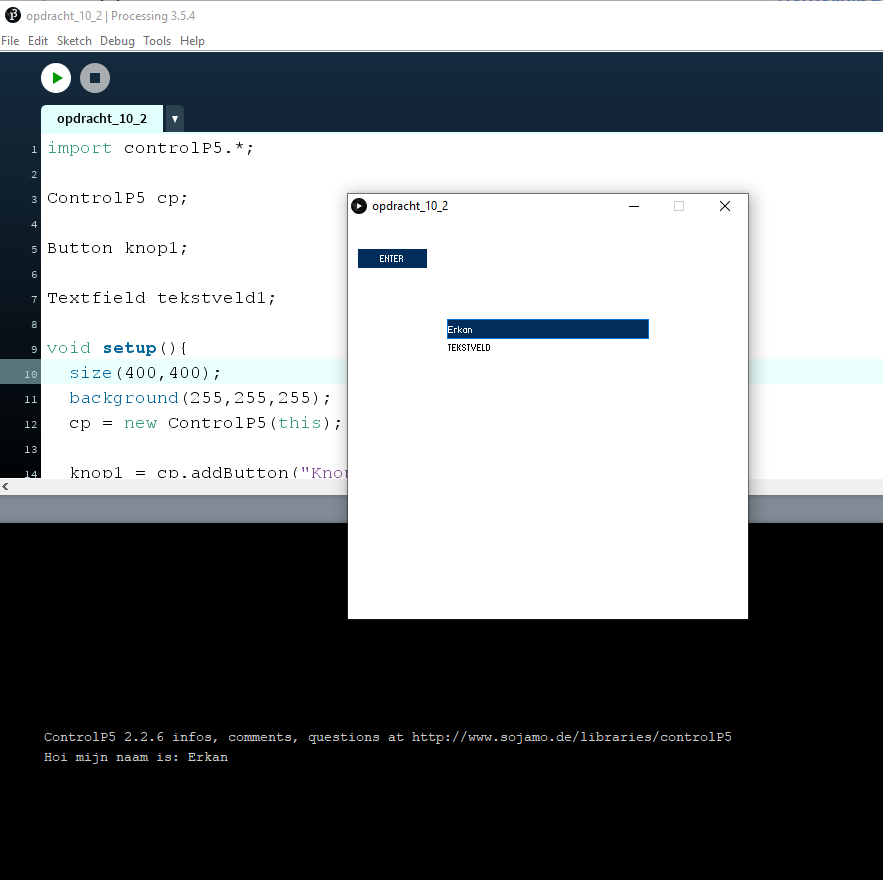 opdracht_10_2 | Processing 3.5.4
File Edit Sketch Debug Tools Help
opdracht_10_2
1 import controlP5.*;
2
3 ControlP5 cp;
4
5 Button knop1;
6
7 Textfield tekstveld1;
8
9 void setup(){
10 size(400,400);
11 background(255,255,255);
12 cp = new ControlP5(this);
13
14 knop1 = cp.addButton("Kno
opdracht_10_2
ENTER
Erkan
TEKSTVELD
ControlP5 2.2.6 infos, comments, questions at http://www.sojamo.de/libraries/controlP5
Hoi mijn naam is: Erkan